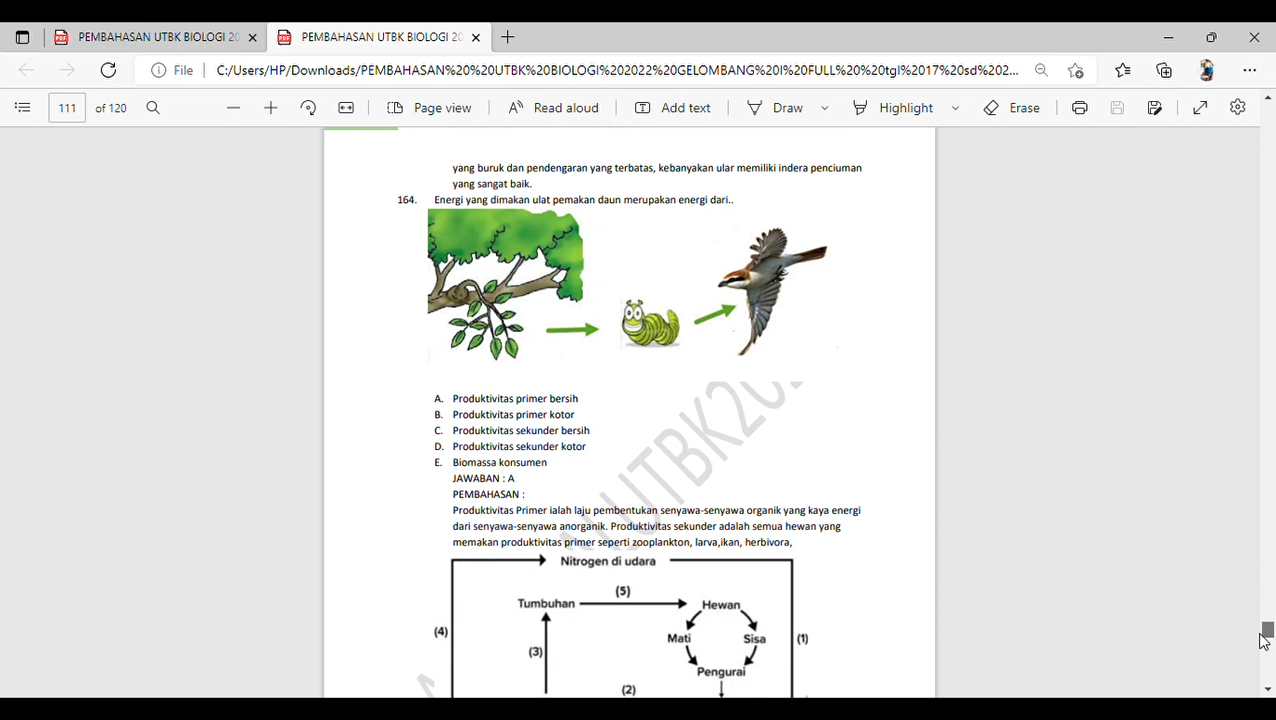 PEMBAHASAN UTBK BIOLOGI 20
PEMBAHASAN UTBK BIOLOGI 20
File
C:/Users/HP/Downloads/PEMBAHASAN%20%20UTBK%20BIOLOGI%202022%20GELOMBANG%20I%20FULL%20%20tgl%2017%20sd%202...
111 of 120
Page view
Read aloud
Add text
Draw
Highlight
Erase
yang buruk dan pendengaran yang terbatas, kebanyakan ular memiliki indera penciuman
yang sangat baik.
164. Energi yang dimakan ulat pemakan daun merupakan energi dari..
A. Produktivitas primer bersih
B. Produktivitas primer kotor
C. Produktivitas sekunder bersih
D. Produktivitas sekunder kotor
E. Biomassa konsumen
JAWABAN : A
PEMBAHASAN :
Produktivitas Primer ialah laju pembentukan senyawa-senyawa organik yang kaya energi
dari senyawa-senyawa anorganik. Produktivitas sekunder adalah semua hewan yang
memakan produktivitas primer seperti zooplankton, larva,ikan, herbivora,
Nitrogen di udara
(5)
Tumbuhan
Hewan
(4)
Mati
Sisa
(1)
(3)
Pengurai
(2)